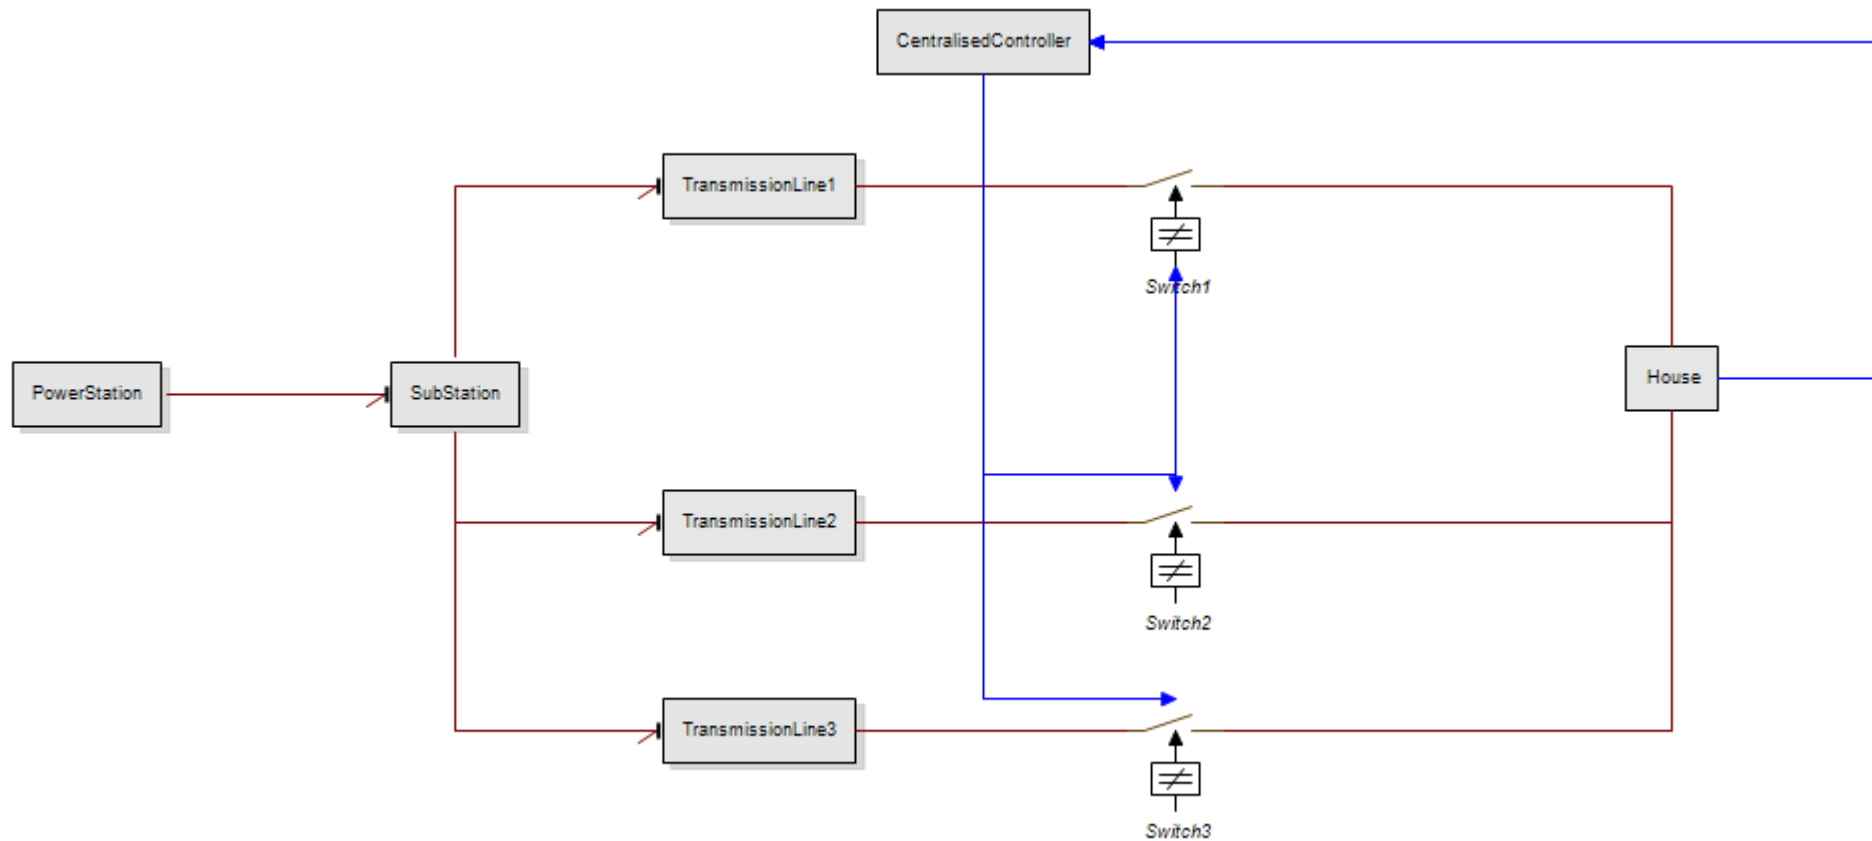 CentralisedController
TransmissionLine1
Switch1
PowerStation
SubStation
House
TransmissionLine2
Switch2
TransmissionLine3
Switch3